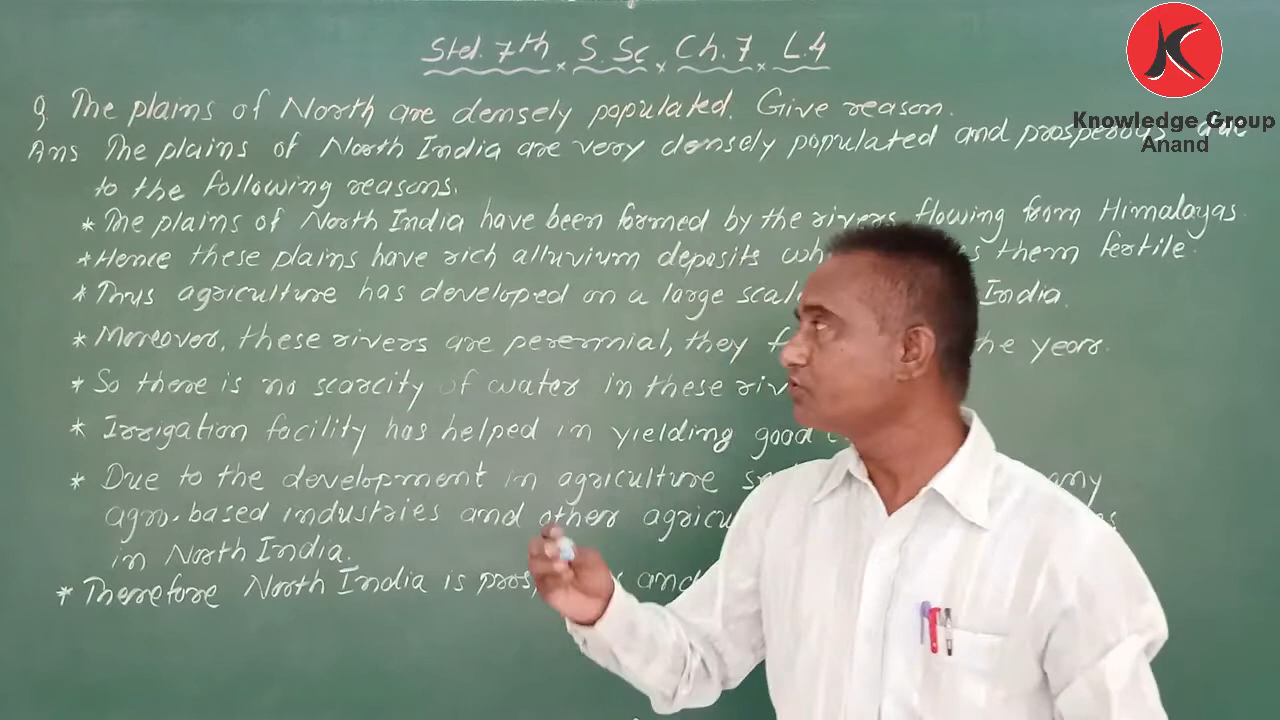 Std. 7th × S.Sc × Ch.7 × L.4
Knowledge Group
Anand
Q. The plains of North are densely populated. Give reason.
Ans The plains of North India are very densely populated and prosperous due
to the following reasons.
* The plains of North India have been formed by the rivers flowing from Himalayas.
* Hence these plains have rich alluvium deposits them fertile.
* Thus agriculture has developed on a large scale India.
* Moreover, these rivers are perennial, they the year.
* So there is no scarcity of water in these
* Irrigation facility has helped in yielding good
* Due to the development in agriculture
agro-based industries and other
in North India.
* Therefore North India is and